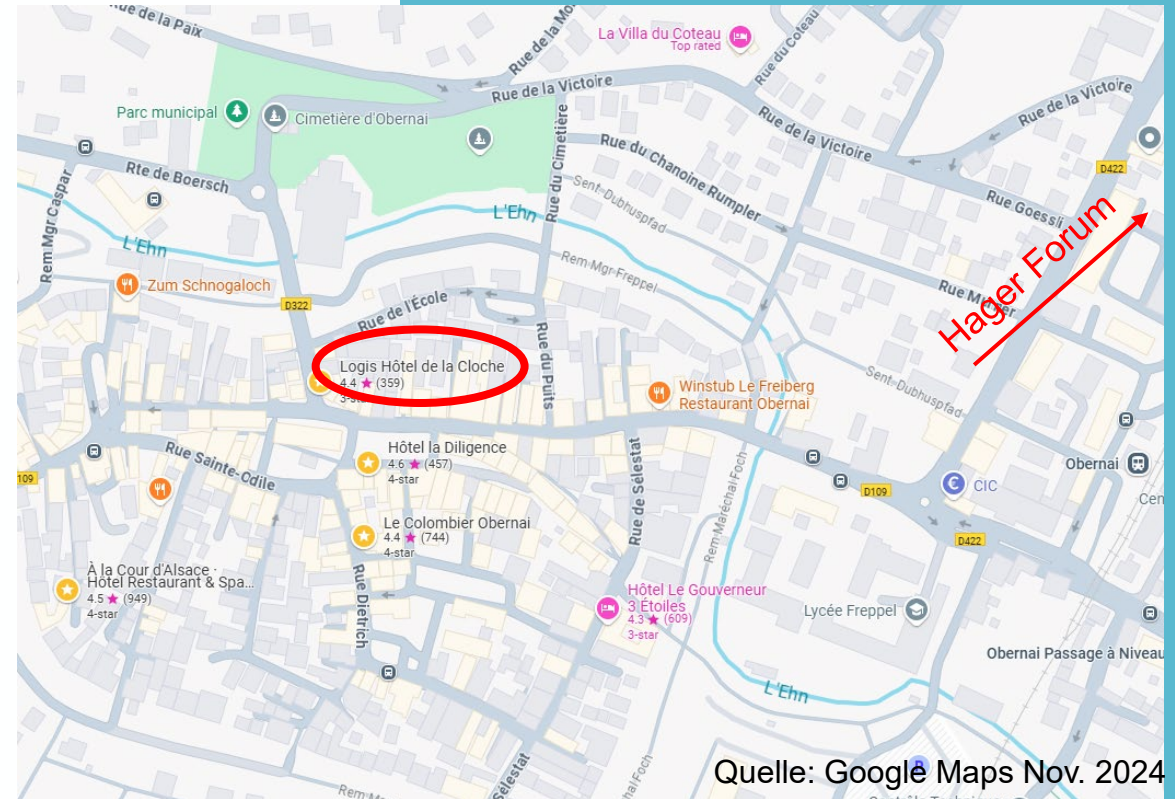 Rue de la Paix
Rue de la Mo
La Villa du Coteau
Top rated
Rue du Coteau
Rue de la Victoire
Rue de la Victoire
Rue de la Victoire
Parc municipal
Cimetière d'Obernai
Rue du Cimetière
Rue du Chanoine Rumpler
D422
Rte de Boersch
Sent. Dubhuspfad
Rue Goessli
Rem Mgr Caspar
L'Ehn
L'Ehn
Hager Forum
Rem Mgr Freppel
Zum Schnogaloch
D322
Rue de l'École
Rue du Puits
Logis Hôtel de la Cloche
4.4 ★ (359)
Winstub Le Freiberg
Restaurant Obernai
Sent. Dubhuspfad
Rue Sainte-Odile
Hôtel la Diligence
4.6 ★ (457)
4-star
Rue de Sélestat
Rem Maréchal Foch
Obernai
Cen
109
D109
CIC
€
Le Colombier Obernai
4.4 ★ (744)
4-star
D422
À la Cour d'Alsace ·
Hôtel Restaurant & Spa...
4.5 ★ (949)
4-star
Rue Dietrich
Hôtel Le Gouverneur
3 Étoiles
4.3 ★ (609)
3-star
Lycée Freppel
Obernai Passage à Niveau
L'Ehn
Sélestat
Foch
Quelle: Google Maps Nov. 2024